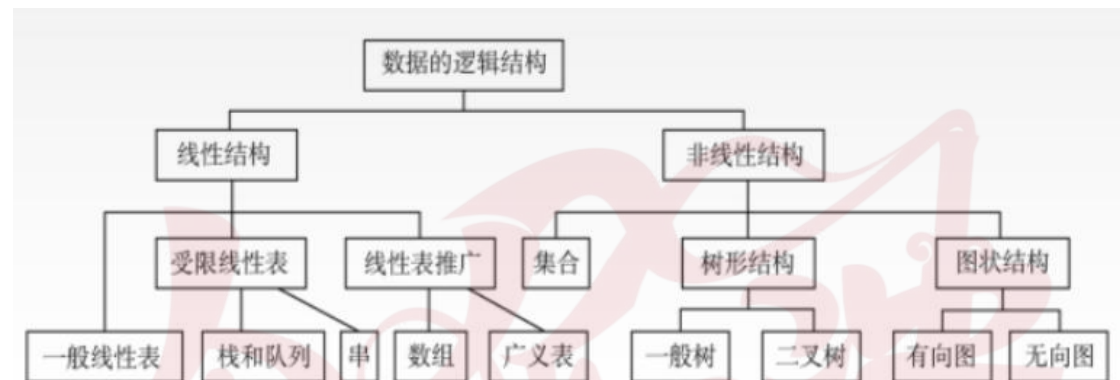 数据的逻辑结构
线性结构
非线性结构
受限线性表
线性表推广
集合
树形结构
图状结构
一般线性表
栈和队列
串
数组
广义表
一般树
二叉树
有向图
无向图